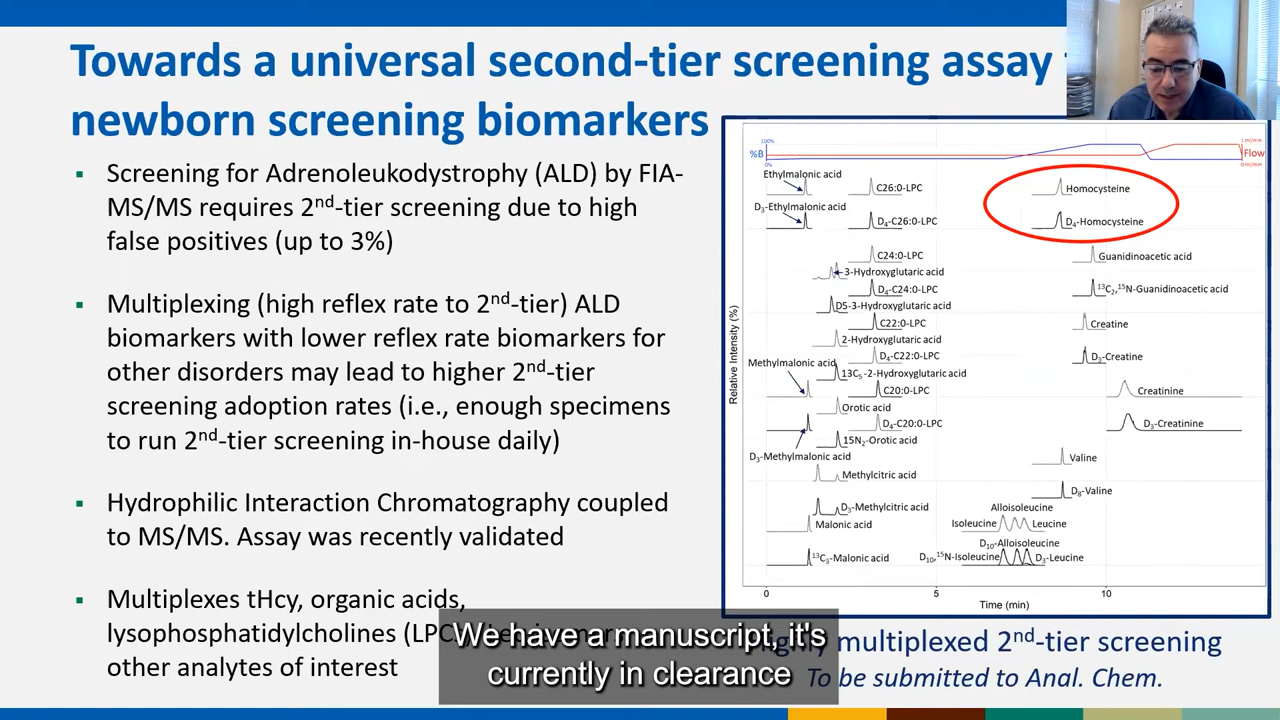 Towards a universal second-tier screening assay
newborn screening biomarkers
▪ Screening for Adrenoleukodystrophy (ALD) by FIA-
MS/MS requires 2nd-tier screening due to high
false positives (up to 3%)
▪ Multiplexing (high reflex rate to 2nd-tier) ALD
biomarkers with lower reflex rate biomarkers for
other disorders may lead to higher 2nd-tier
screening adoption rates (i.e., enough specimens
to run 2nd-tier screening in-house daily)
▪ Hydrophilic Interaction Chromatography coupled
to MS/MS. Assay was recently validated
▪ Multiplexes tHcy, organic acids,
lysophosphatidylcholines (LPC
other analytes of interest
100%
%B
0%
1 ml/min
Flow
0 ml/min
Ethylmalonic acid
C26:0-LPC
Homocysteine
D3-Ethylmalonic acid
D4-C26:0-LPC
D4-Homocysteine
C24:0-LPC
Guanidinoacetic acid
3-Hydroxyglutaric acid
D4-C24:0-LPC
13C2,15N-Guanidinoacetic acid
D5-3-Hydroxyglutaric acid
C22:0-LPC
Creatine
2-Hydroxyglutaric acid
D4-C22:0-LPC
D3-Creatine
Methylmalonic acid
13C5-2-Hydroxyglutaric acid
C20:0-LPC
Creatinine
Orotic acid
D4-C20:0-LPC
D3-Creatinine
15N2-Orotic acid
D3-Methylmalonic acid
Valine
Methylcitric acid
D8-Valine
D3-Methylcitric acid
Alloisoleucine
Malonic acid
Isoleucine
Leucine
D10-Alloisoleucine
13C3-Malonic acid
D10,15N-Isoleucine
D3-Leucine
Relative Intensity (%)
0 5 10
Time (min)
multiplexed 2nd-tier screening
To be submitted to Anal. Chem.
We have a manuscript, it's
currently in clearance